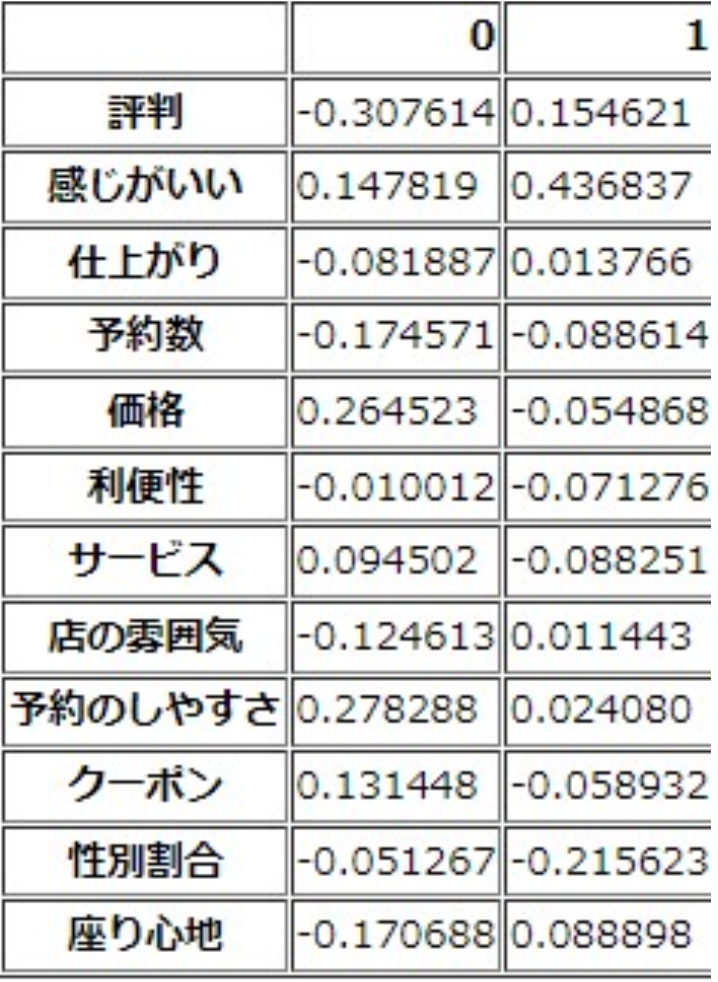 0 1
評判 -0.307614 0.154621
感じがいい 0.147819 0.436837
仕上がり -0.081887 0.013766
予約数 -0.174571 -0.088614
価格 0.264523 -0.054868
利便性 -0.010012 -0.071276
サービス 0.094502 -0.088251
店の雰囲気 -0.124613 0.011443
予約のしやすさ 0.278288 0.024080
クーポン 0.131448 -0.058932
性別割合 -0.051267 -0.215623
座り心地 -0.170688 0.088898